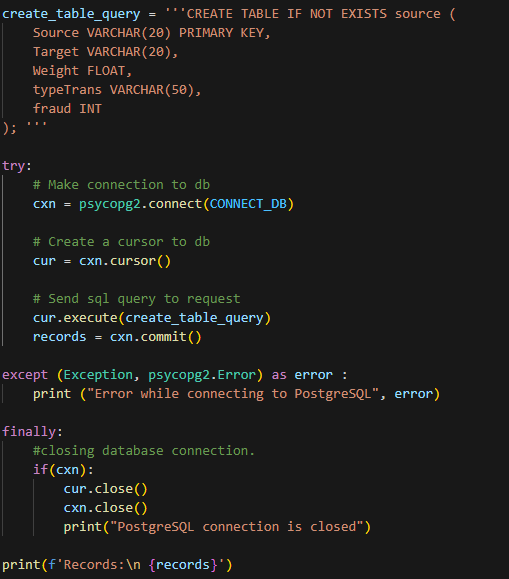 create_table_query = '''CREATE TABLE IF NOT EXISTS source (
    Source VARCHAR(20) PRIMARY KEY,
    Target VARCHAR(20),
    Weight FLOAT,
    typeTrans VARCHAR(50),
    fraud INT
); '''

try:
    # Make connection to db
    cxn = psycopg2.connect(CONNECT_DB)

    # Create a cursor to db
    cur = cxn.cursor()

    # Send sql query to request
    cur.execute(create_table_query)
    records = cxn.commit()

except (Exception, psycopg2.Error) as error :
    print ("Error while connecting to PostgreSQL", error)

finally:
    #closing database connection.
    if(cxn):
        cur.close()
        cxn.close()
        print("PostgreSQL connection is closed")

print(f'Records:\n {records}')